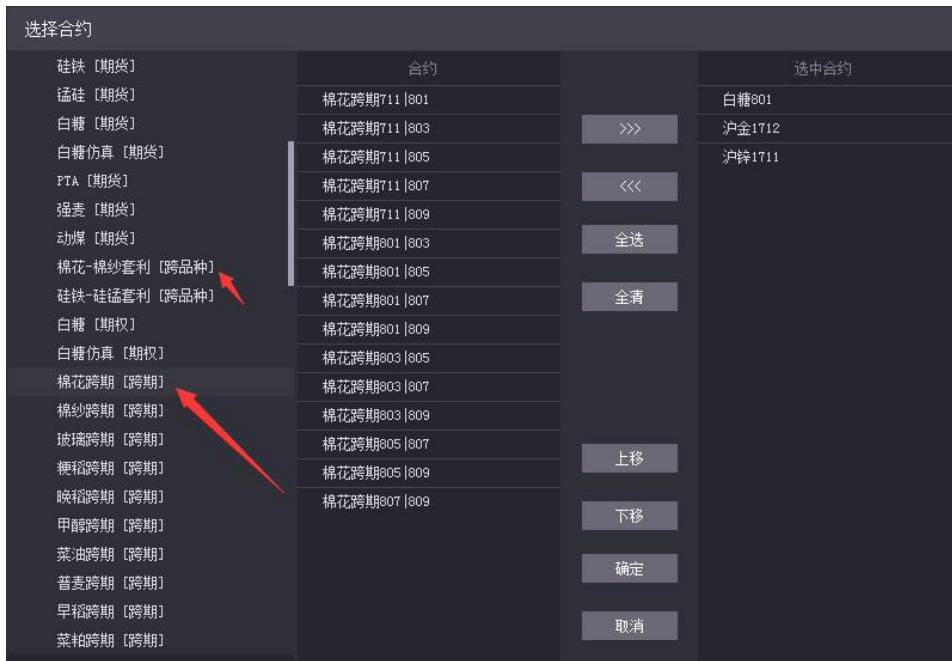 选择合约
硅铁 [期货]
锰硅 [期货]
白糖 [期货]
白糖仿真 [期货]
PTA [期货]
强麦 [期货]
动煤 [期货]
棉花-棉纱套利 [跨品种]
硅铁-硅锰套利 [跨品种]
白糖 [期权]
白糖仿真 [期权]
棉花跨期 [跨期]
棉纱跨期 [跨期]
玻璃跨期 [跨期]
粳稻跨期 [跨期]
晚稻跨期 [跨期]
甲醇跨期 [跨期]
菜油跨期 [跨期]
普麦跨期 [跨期]
早稻跨期 [跨期]
菜粕跨期 [跨期]
合约
棉花跨期711|801
棉花跨期711|803
棉花跨期711|805
棉花跨期711|807
棉花跨期711|809
棉花跨期801|803
棉花跨期801|805
棉花跨期801|807
棉花跨期801|809
棉花跨期803|805
棉花跨期803|807
棉花跨期803|809
棉花跨期805|807
棉花跨期805|809
棉花跨期807|809
>>>
<<<
全选
全清
上移
下移
确定
取消
选中合约
白糖801
沪金1712
沪锌1711